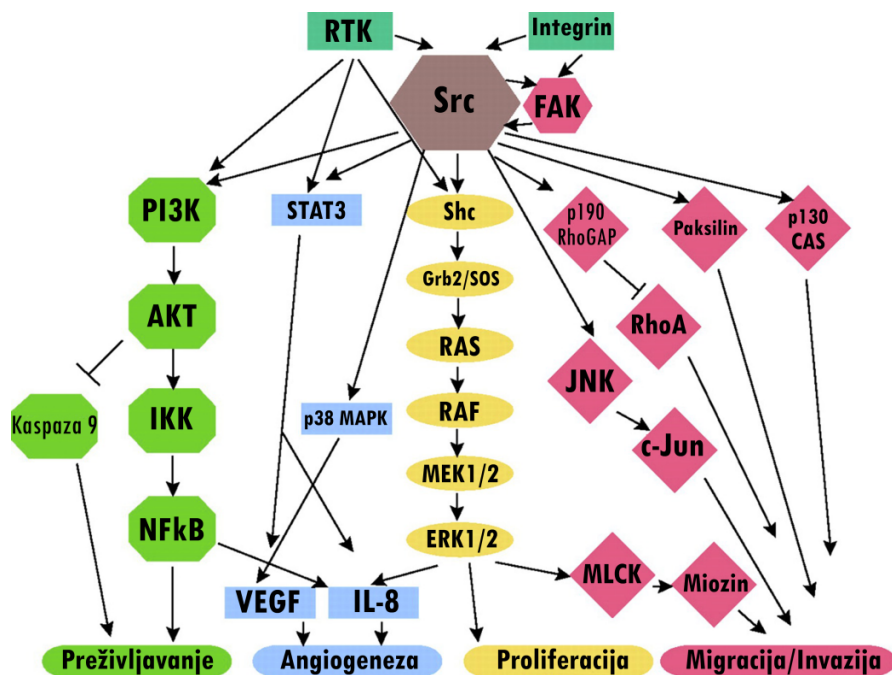 RTK
Integrin
Src
FAK
PI3K
STAT3
Shc
p190
RhoGAP
Paksilin
p130
CAS
Grb2/SOS
AKT
RAS
RhoA
JNK
Kaspaza 9
IKK
p38 MAPK
RAF
c-Jun
MEK1/2
NFkB
ERK1/2
MLCK
Miozin
VEGF
IL-8
Preživljavanje
Angiogeneza
Proliferacija
Migracija/Invazija